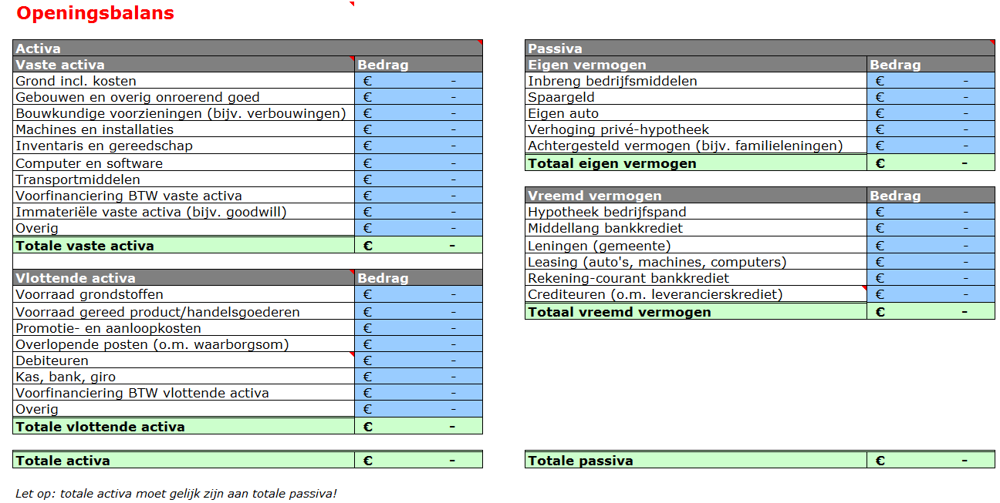 Openingsbalans
Activa
Vaste activa Bedrag
Grond incl. kosten € -
Gebouwen en overig onroerend goed € -
Bouwkundige voorzieningen (bijv. verbouwingen) € -
Machines en installaties € -
Inventaris en gereedschap € -
Computer en software € -
Transportmiddelen € -
Voorfinanciering BTW vaste activa € -
Immateriële vaste activa (bijv. goodwill) € -
Overig € -
Totale vaste activa € -
Vlottende activa Bedrag
Voorraad grondstoffen € -
Voorraad gereed product/handelsgoederen € -
Promotie- en aanloopkosten € -
Overlopende posten (o.m. waarborgsom) € -
Debiteuren € -
Kas, bank, giro € -
Voorfinanciering BTW vlottende activa € -
Overig € -
Totale vlottende activa € -
Totale activa € -
Passiva
Eigen vermogen Bedrag
Inbreng bedrijfsmiddelen € -
Spaargeld € -
Eigen auto € -
Verhoging privé-hypotheek € -
Achtergesteld vermogen (bijv. familieleningen) € -
Totaal eigen vermogen € -
Vreemd vermogen Bedrag
Hypotheek bedrijfspand € -
Middellang bankkrediet € -
Leningen (gemeente) € -
Leasing (auto's, machines, computers) € -
Rekening-courant bankkrediet € -
Crediteuren (o.m. leverancierskrediet) € -
Totaal vreemd vermogen € -
Totale passiva € -
Let op: totale activa moet gelijk zijn aan totale passiva!